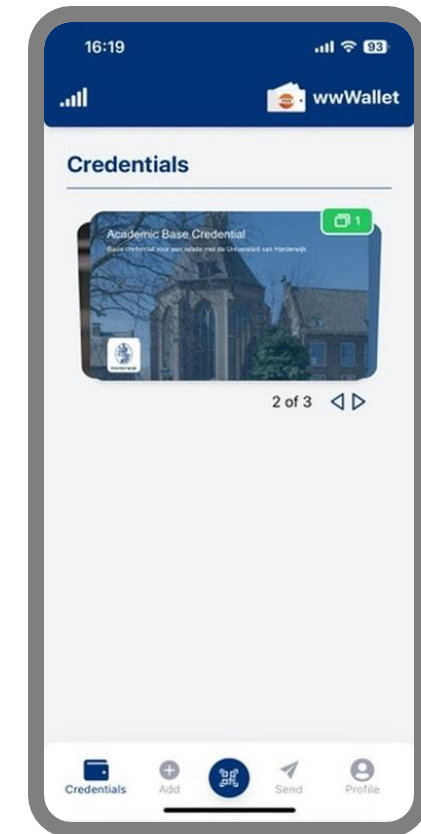 16:19
93
wwWallet
Credentials
Academic Base Credential
Basis credential voor een relatie met de Universiteit van Harderwijk
1
2 of 3
Credentials
Add
Send
Profile